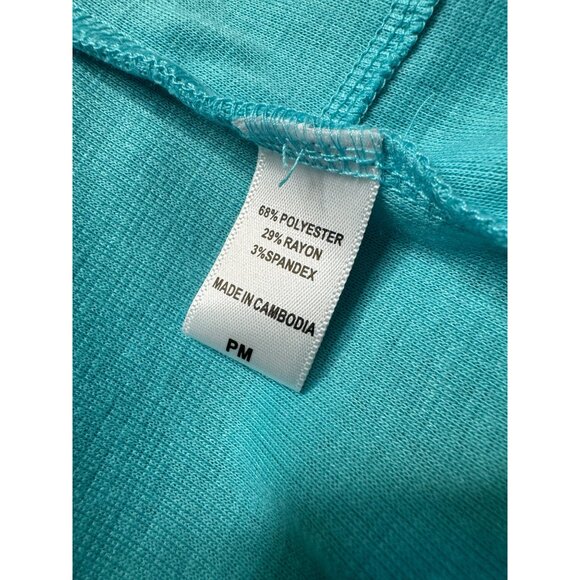 68% POLYESTER
29% RAYON
3%SPANDEX
MADE IN CAMBODIA
PM